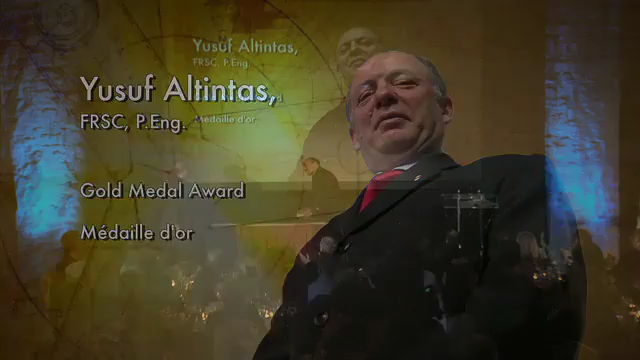 Yusuf Altintas,
FRSC, P.Eng.
Médaille d'or
Yusuf Altintas,
FRSC, P.Eng.
Gold Medal Award
Médaille d'or